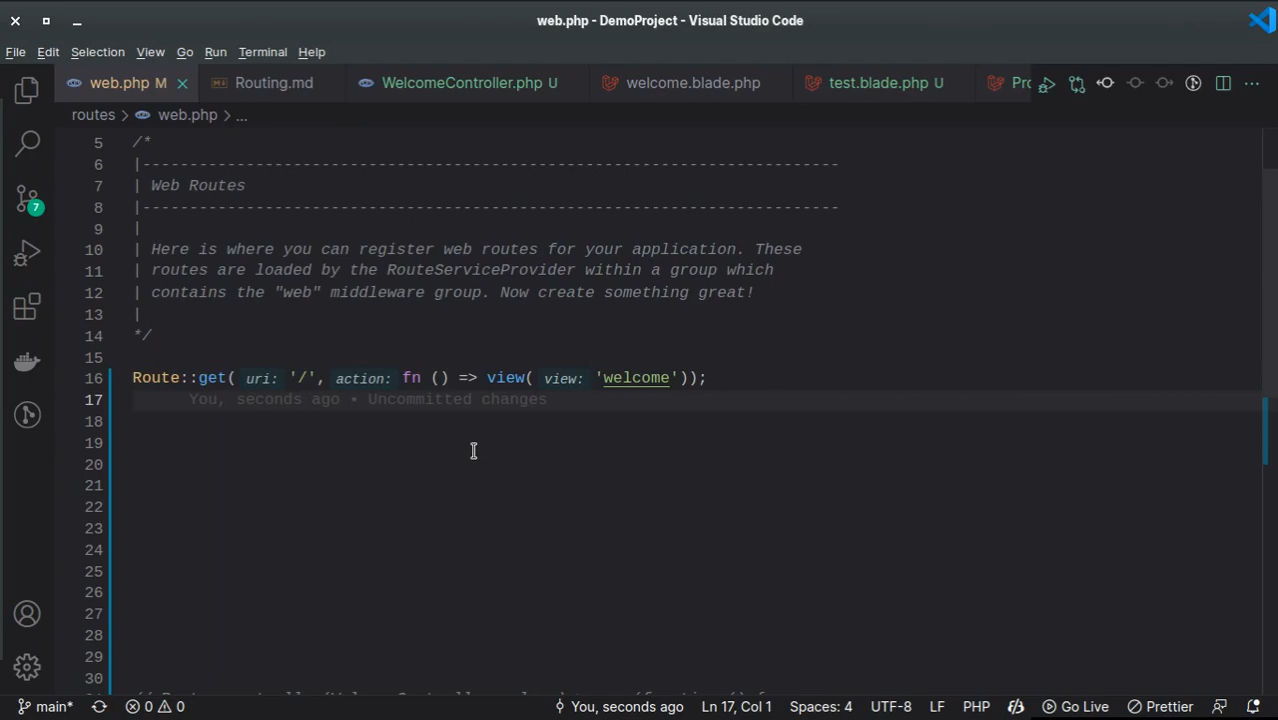 web.php - DemoProject - Visual Studio Code
File Edit Selection View Go Run Terminal Help
web.php M Routing.md WelcomeController.php U welcome.blade.php test.blade.php U
routes > web.php > ...
5 /*
6 |--------------------------------------------------------------------------
7 | Web Routes
8 |--------------------------------------------------------------------------
9 |
10 | Here is where you can register web routes for your application. These
11 | routes are loaded by the RouteServiceProvider within a group which
12 | contains the "web" middleware group. Now create something great!
13 |
14 */
15
16 Route::get( uri: '/', action: fn () => view( view: 'welcome'));
17 You, seconds ago • Uncommitted changes
18
19
20
21
22
23
24
25
26
27
28
29
30
7
main* 0 0 You, seconds ago Ln 17, Col 1 Spaces: 4 UTF-8 LF PHP Go Live Prettier